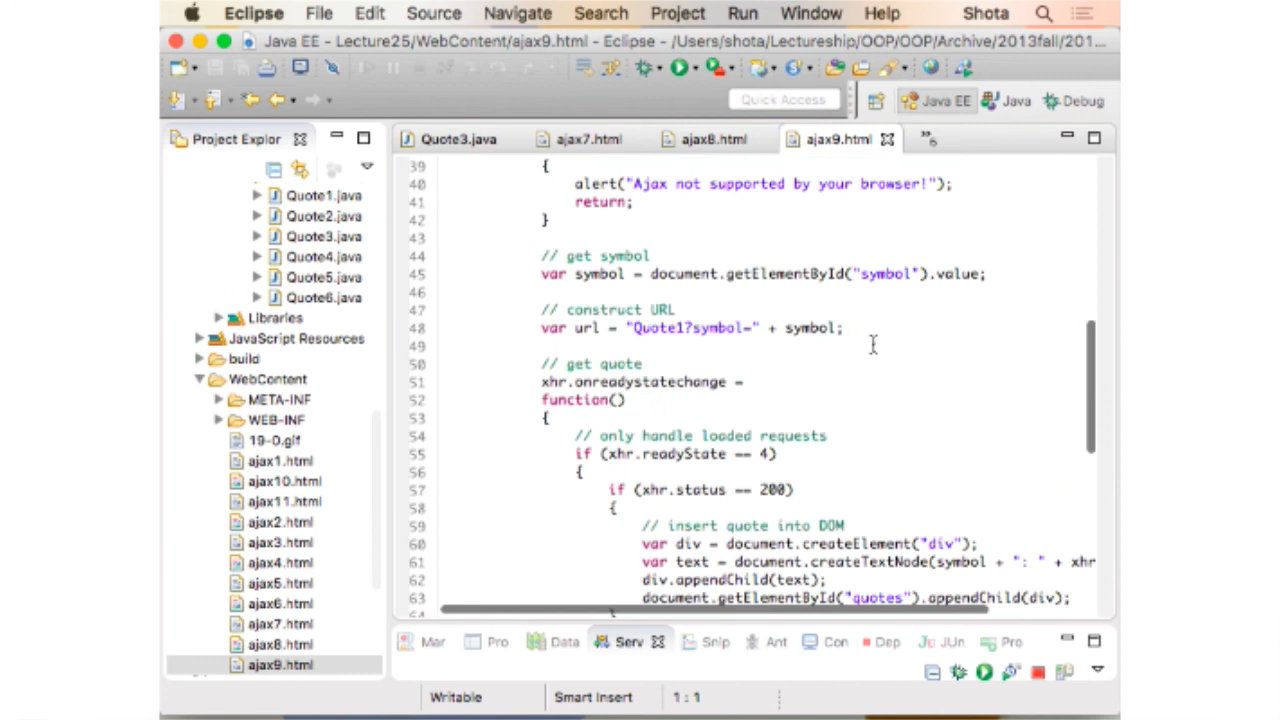 Eclipse File Edit Source Navigate Search Project Run Window Help Shota
Java EE - Lecture25/WebContent/ajax9.html - Eclipse - /Users/shota/Lectureship/OOP/OOP/Archive/2013fall/201...
Quick Access
Java EE
Java
Debug
Project Explor
Quote1.java
Quote2.java
Quote3.java
Quote4.java
Quote5.java
Quote6.java
Libraries
JavaScript Resources
build
WebContent
META-INF
WEB-INF
19-0.gif
ajax1.html
ajax10.html
ajax11.html
ajax2.html
ajax3.html
ajax4.html
ajax5.html
ajax6.html
ajax7.html
ajax8.html
ajax9.html
Quote3.java
ajax7.html
ajax8.html
ajax9.html
»6
39 {
40 alert("Ajax not supported by your browser!");
41 return;
42 }
43
44 // get symbol
45 var symbol = document.getElementById("symbol").value;
46
47 // construct URL
48 var url = "Quote1?symbol=" + symbol;
49
50 // get quote
51 xhr.onreadystatechange =
52 function()
53 {
54 // only handle loaded requests
55 if (xhr.readyState == 4)
56 {
57 if (xhr.status == 200)
58 {
59 // insert quote into DOM
60 var div = document.createElement("div");
61 var text = document.createTextNode(symbol + ": " + xhr
62 div.appendChild(text);
63 document.getElementById("quotes").appendChild(div);
Mar
Pro
Data
Serv
Snip
Ant
Con
Dep
JUn
Pro
Writable
Smart Insert
1 : 1